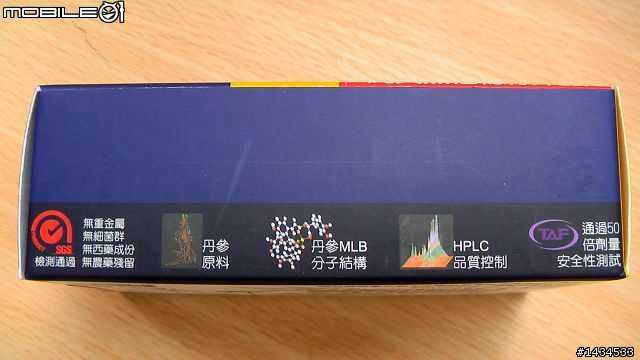 MOBILE01
PRODUCT
SGS
檢測通過
無重金屬
無細菌群
無西藥成份
無農藥殘留
丹參
原料
丹參MLB
分子結構
HPLC
品質控制
TAF
通過50
倍劑量
安全性測試
#1434533